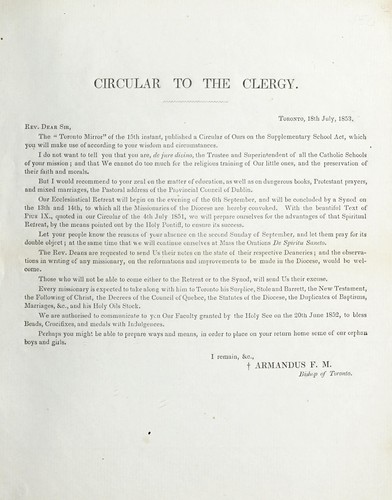 CIRCULAR TO THE CLERGY.
TORONTO, 18th July, 1853.
REV. DEAR SIR,
The "Toronto Mirror" of the 15th instant, published a Circular of Ours on the Supplementary School Act, which
you will make use of according to your wisdom and circumstances.
I do not want to tell you that you are, de jure divino, the Trustee and Superintendent of all the Catholic Schools
of your mission; and that We cannot do too much for the religious training of Our little ones, and the preservation of
their faith and morals.
But I would recommend to your zeal on the matter of education, as well as on dangerous books, Protestant prayers,
and mixed marriages, the Pastoral address of the Provincial Council of Dublin.
Our Ecclesiastical Retreat will begin on the evening of the 6th September, and will be concluded by a Synod on
the 13th and 14th, to which all the Missionaries of the Diocese are hereby convoked. With the beautiful Text of
PIUS IX., quoted in our Circular of the 4th July 1851, we will prepare ourselves for the advantages of that Spiritual
Retreat, by the means pointed out by the Holy Pontiff, to ensure its success.
Let your people know the reasons of your absence on the second Sunday of September, and let them pray for its
double object; at the same time that we will continue ourselves at Mass the Orations De Spiritu Sancto.
The Rev. Deans are requested to send Us their notes on the state of their respective Deaneries; and the obser-
vations in writing of any missionary, on the reformations and improvements to be made in the Diocese, would be wel-
come.
Those who will not be able to come either to the Retreat or to the Synod, will send Us their excuse.
Every missionary is expected to take along with him to Toronto his Surplice, Stole and Barrett, the New Testament,
the Following of Christ, the Decrees of the Council of Quebec, the Statutes of the Diocese, the Duplicates of Baptisms,
Marriages, &c., and his Holy Oils Stock.
We are authorised to communicate to you Our Faculty granted by the Holy See on the 20th June 1852, to bless
Beads, Crucifixes, and medals with Indulgences.
Perhaps you might be able to prepare ways and means, in order to place on your return home some of our orphan
boys and girls.
I remain, &c.,
† ARMANDUS F. M.
Bishop of Toronto.